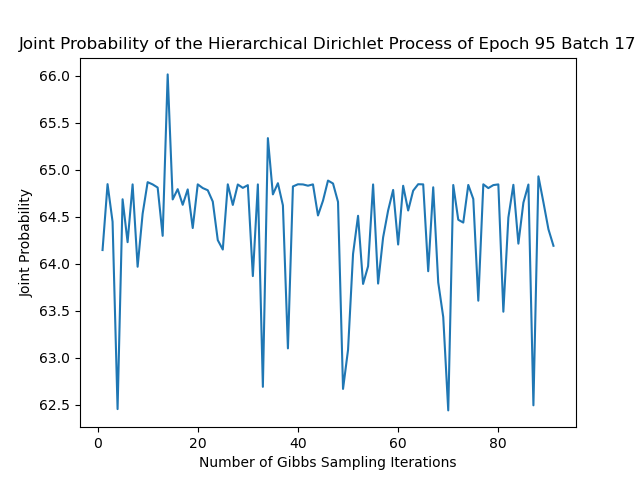 Joint Probability of the Hierarchical Dirichlet Process of Epoch 95 Batch 17
66.0
65.5
65.0
64.5
64.0
63.5
63.0
62.5
Joint Probability
0 20 40 60 80
Number of Gibbs Sampling Iterations